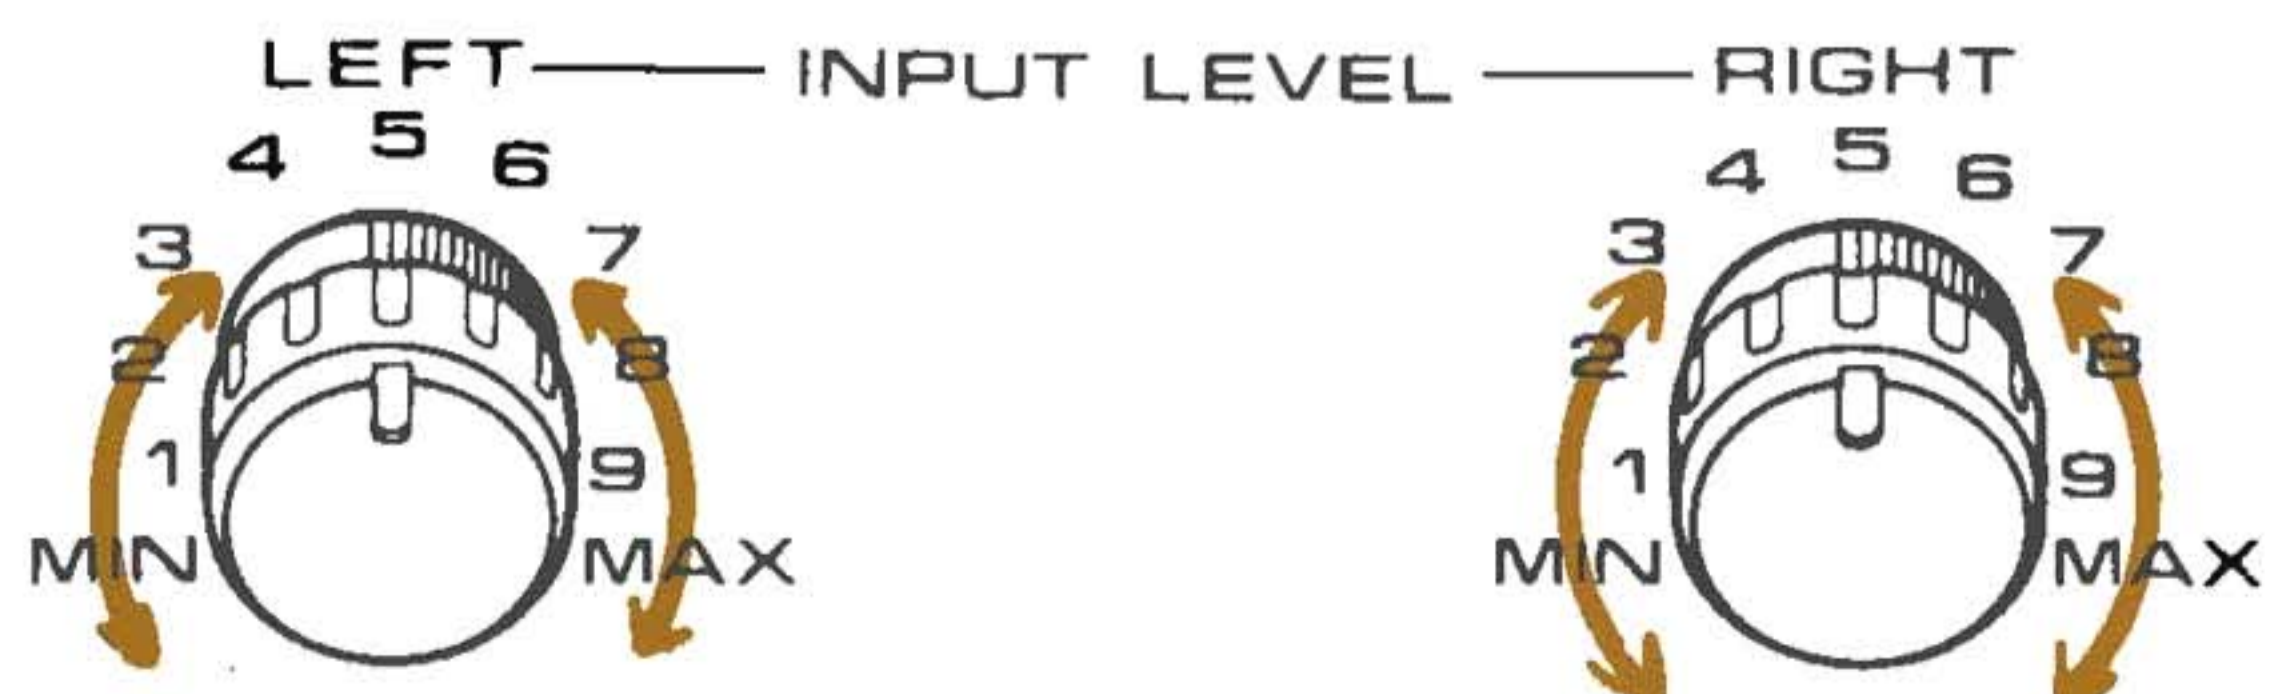 LEFT — INPUT LEVEL — RIGHT
5 5
4 6 4 6
3 7 3 7
2 8 2 8
1 9 1 9
MIN MAX MIN MAX